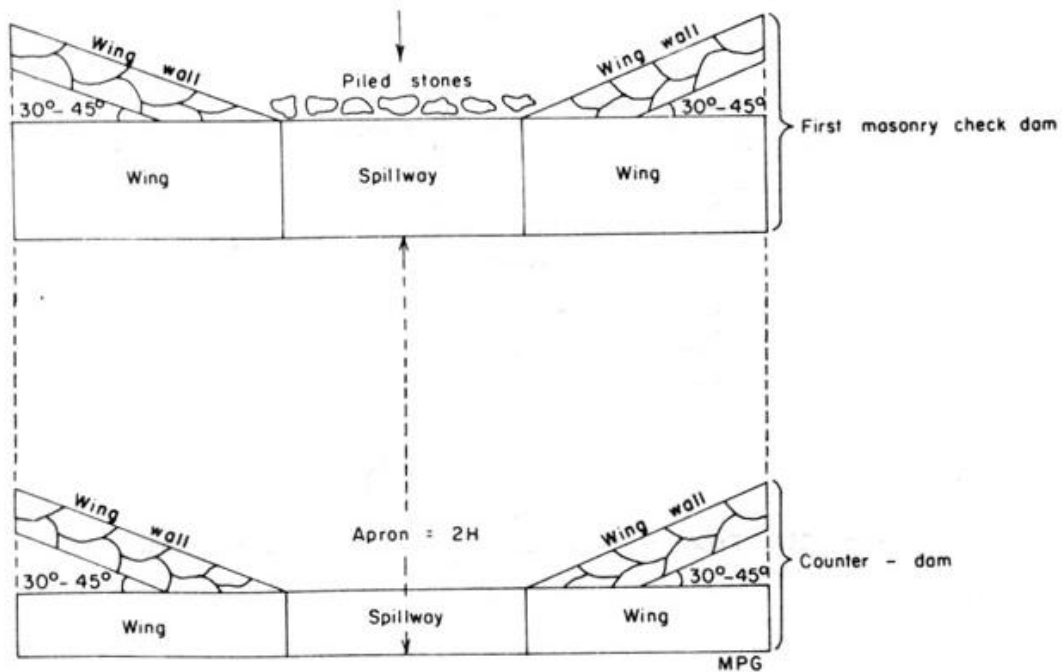 Wing wall
Wing wall
Piled stones
30°-45°
30°-45°
First masonry check dam
Wing
Spillway
Wing
Wing wall
Wing wall
Apron = 2H
30°-45°
30°-45°
Counter - dam
Wing
Spillway
Wing
MPG